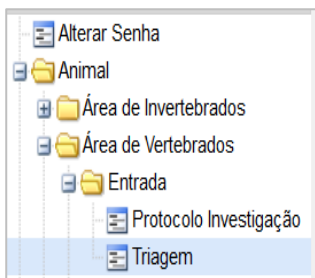 Alterar Senha
Animal
Área de Invertebrados
Área de Vertebrados
Entrada
Protocolo Investigação
Triagem